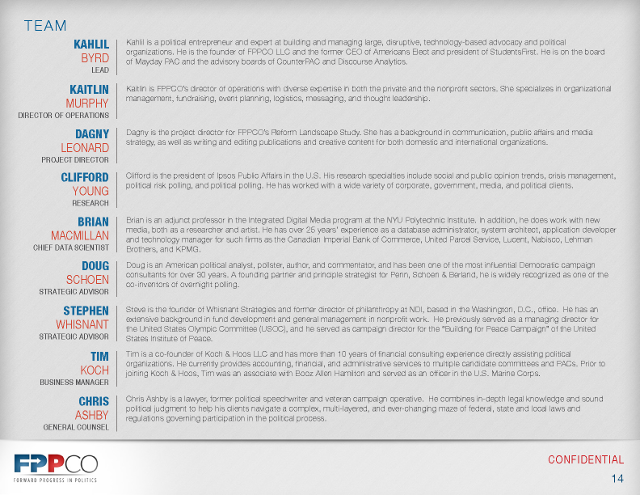 TEAM
KAHLIL
BYRD
LEAD
Kahlil is a political entrepreneur and expert at building and managing large, disruptive, technology-based advocacy and political
organizations. He is the founder of FPPCO LLC and the former CEO of Americans Elect and president of StudentsFirst. He is on the board
of Mayday PAC and the advisory boards of CounterPAC and Discourse Analytics.
KAITLIN
MURPHY
DIRECTOR OF OPERATIONS
Kaitlin is FPPCO's director of operations with diverse expertise in both the private and the nonprofit sectors. She specializes in organizational
management, fundraising, event planning, logistics, messaging, and thought leadership.
DAGNY
LEONARD
PROJECT DIRECTOR
Dagny is the project director for FPPCO's Reform Landscape Study. She has a background in communication, public affairs and media
strategy, as well as writing and editing publications and creative content for both domestic and international organizations.
CLIFFORD
YOUNG
RESEARCH
Clifford is the president of Ipsos Public Affairs in the U.S. His research specialties include social and public opinion trends, crisis management,
political risk polling, and political polling. He has worked with a wide variety of corporate, government, media, and political clients.
BRIAN
MACMILLAN
CHIEF DATA SCIENTIST
Brian is an adjunct professor in the Integrated Digital Media program at the NYU Polytechnic Institute. In addition, he does work with new
media, both as a researcher and artist. He has over 25 years' experience as a database administrator, system architect, application developer
and technology manager for such firms as the Canadian Imperial Bank of Commerce, United Parcel Service, Lucent, Nabisco, Lehman
Brothers, and KPMG.
DOUG
SCHOEN
STRATEGIC ADVISOR
Doug is an American political analyst, pollster, author, and commentator, and has been one of the most influential Democratic campaign
consultants for over 30 years. A founding partner and principle strategist for Penn, Schoen & Berland, he is widely recognized as one of the
co-inventors of overnight polling.
STEPHEN
WHISNANT
STRATEGIC ADVISOR
Steve is the founder of Whisnant Strategies and former director of philanthropy at NDI, based in the Washington, D.C., office. He has an
extensive background in fund development and general management in nonprofit work. He previously served as a managing director for
the United States Olympic Committee (USOC), and he served as campaign director for the "Building for Peace Campaign" of the United
States Institute of Peace.
TIM
KOCH
BUSINESS MANAGER
Tim is a co-founder of Koch & Hoos LLC and has more than 10 years of financial consulting experience directly assisting political
organizations. He currently provides accounting, financial, and administrative services to multiple candidate committees and PACs. Prior to
joining Koch & Hoos, Tim was an associate with Booz Allen Hamilton and served as an officer in the U.S. Marine Corps.
CHRIS
ASHBY
GENERAL COUNSEL
Chris Ashby is a lawyer, former political speechwriter and veteran campaign operative. He combines in-depth legal knowledge and sound
political judgment to help his clients navigate a complex, multi-layered, and ever-changing maze of federal, state and local laws and
regulations governing participation in the political process.
FPPCO
FORWARD PROGRESS IN POLITICS
CONFIDENTIAL
14